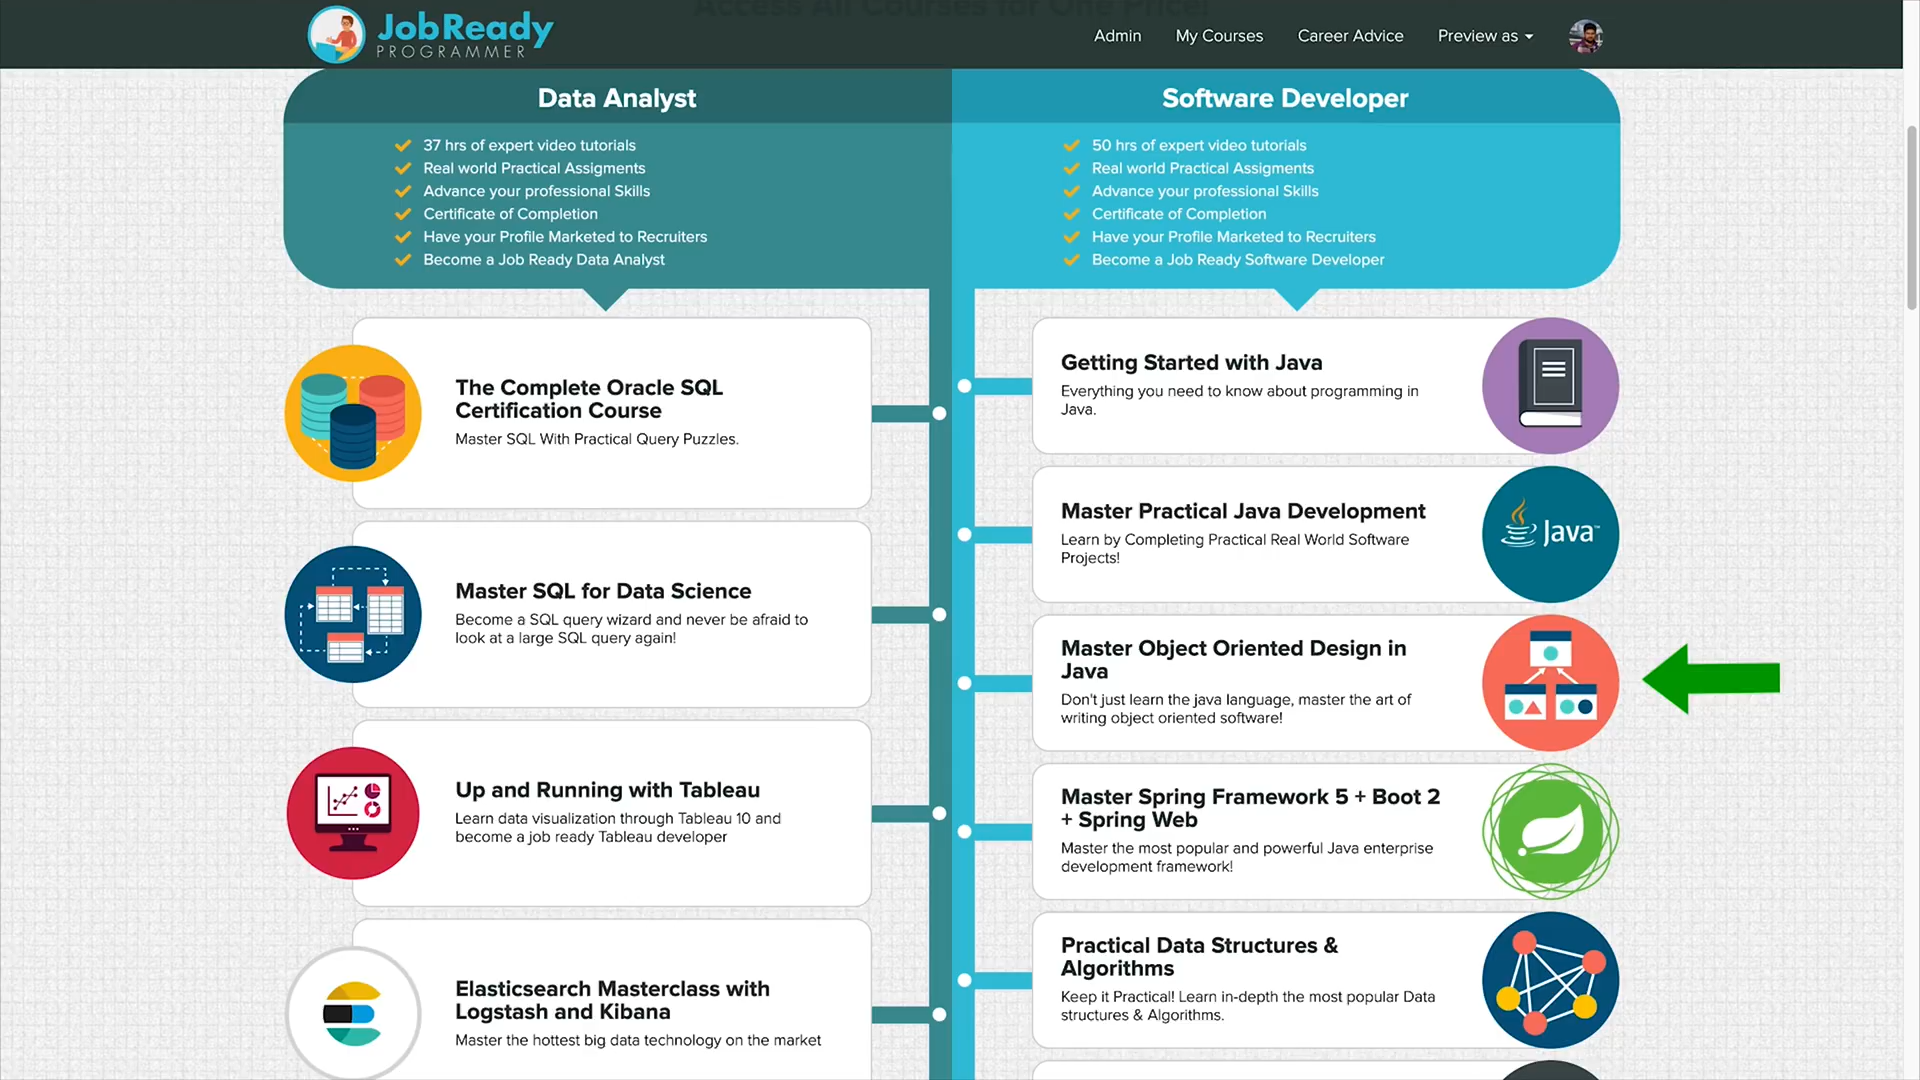 Access All Courses for One Price!
JobReady
PROGRAMMER
Admin
My Courses
Career Advice
Preview as
Data Analyst
37 hrs of expert video tutorials
Real world Practical Assigments
Advance your professional Skills
Certificate of Completion
Have your Profile Marketed to Recruiters
Become a Job Ready Data Analyst
Software Developer
50 hrs of expert video tutorials
Real world Practical Assigments
Advance your professional Skills
Certificate of Completion
Have your Profile Marketed to Recruiters
Become a Job Ready Software Developer
The Complete Oracle SQL
Certification Course
Master SQL With Practical Query Puzzles.
Master SQL for Data Science
Become a SQL query wizard and never be afraid to
look at a large SQL query again!
Up and Running with Tableau
Learn data visualization through Tableau 10 and
become a job ready Tableau developer
Elasticsearch Masterclass with
Logstash and Kibana
Master the hottest big data technology on the market
Getting Started with Java
Everything you need to know about programming in
Java.
Master Practical Java Development
Learn by Completing Practical Real World Software
Projects!
Java™
Master Object Oriented Design in
Java
Don't just learn the java language, master the art of
writing object oriented software!
Master Spring Framework 5 + Boot 2
+ Spring Web
Master the most popular and powerful Java enterprise
development framework!
Practical Data Structures &
Algorithms
Keep it Practical! Learn in-depth the most popular Data
structures & Algorithms.